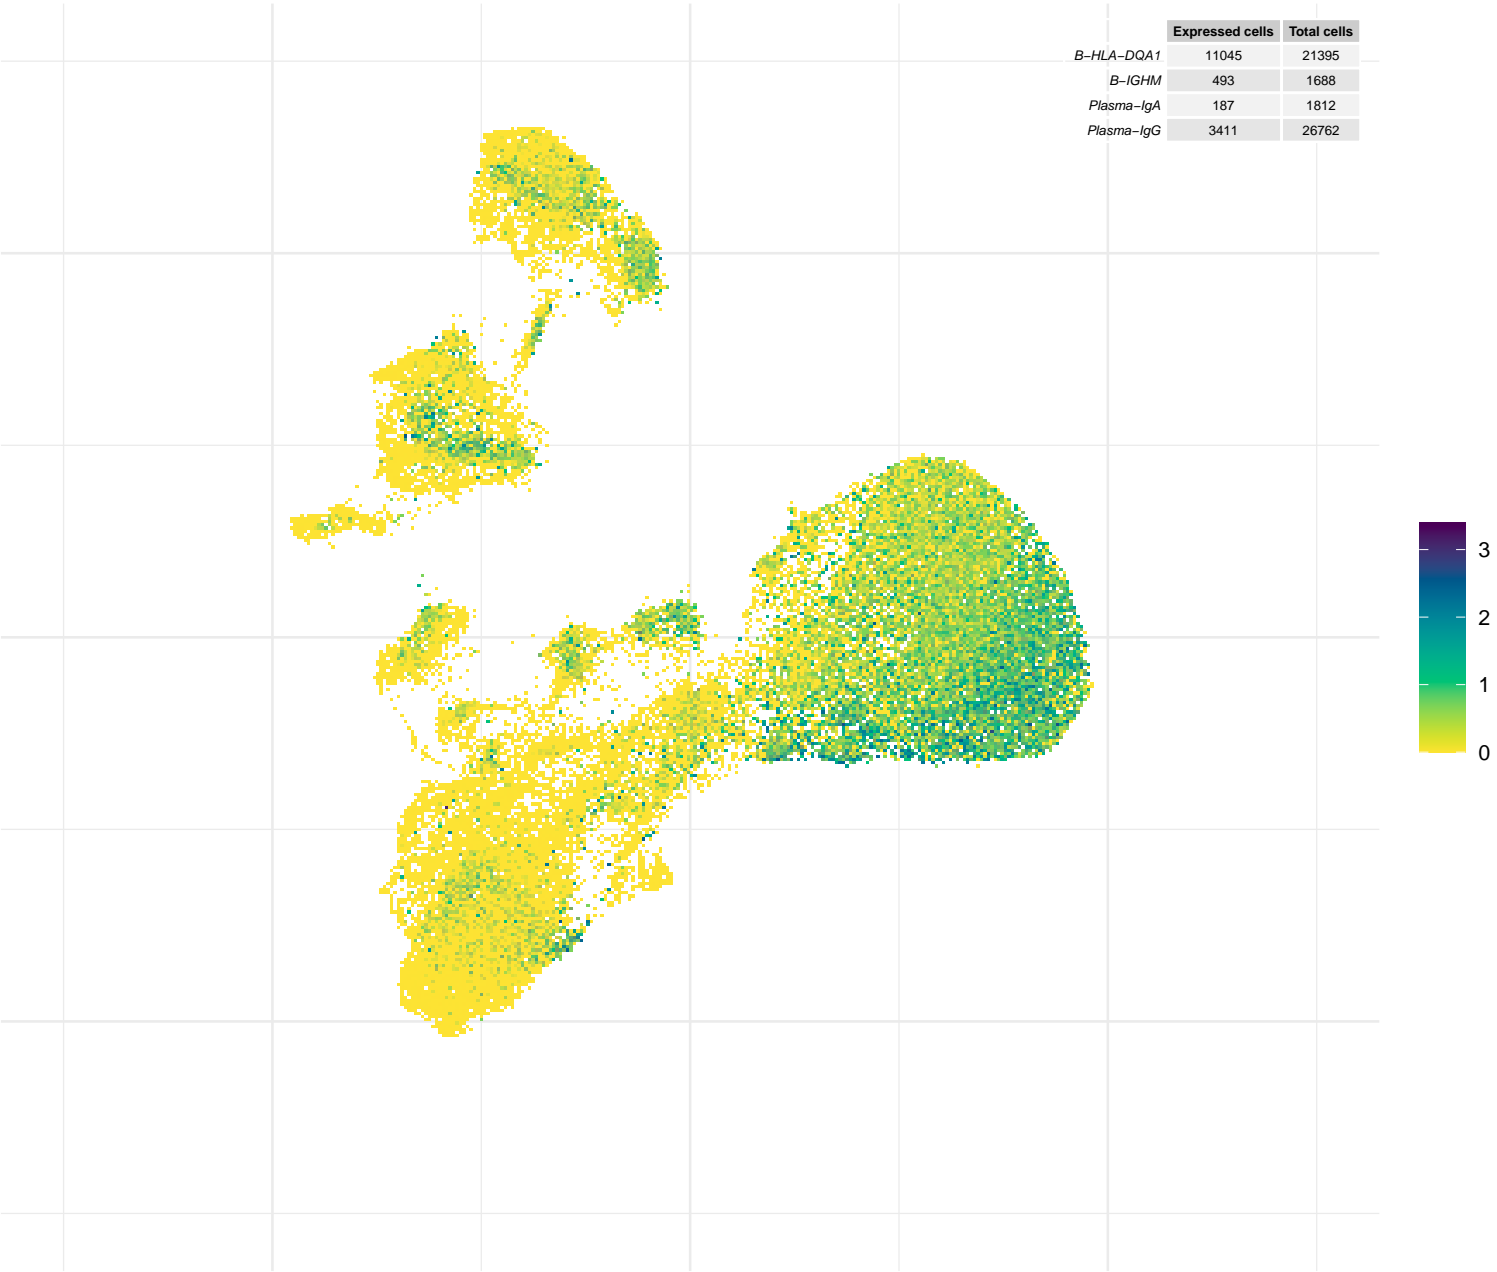 Expressed cells Total cells
B−HLA−DQA1 11045 21395
B−IGHM 493 1688
Plasma−IgA 187 1812
Plasma−IgG 3411 26762
3
2
1
0